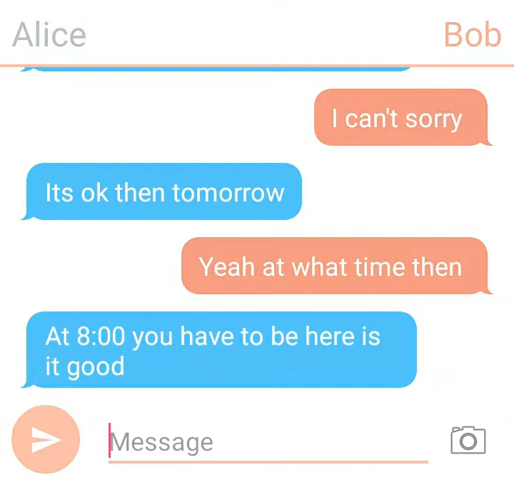 Alice Bob
I can't sorry
Its ok then tomorrow
Yeah at what time then
At 8:00 you have to be here is
it good
Message